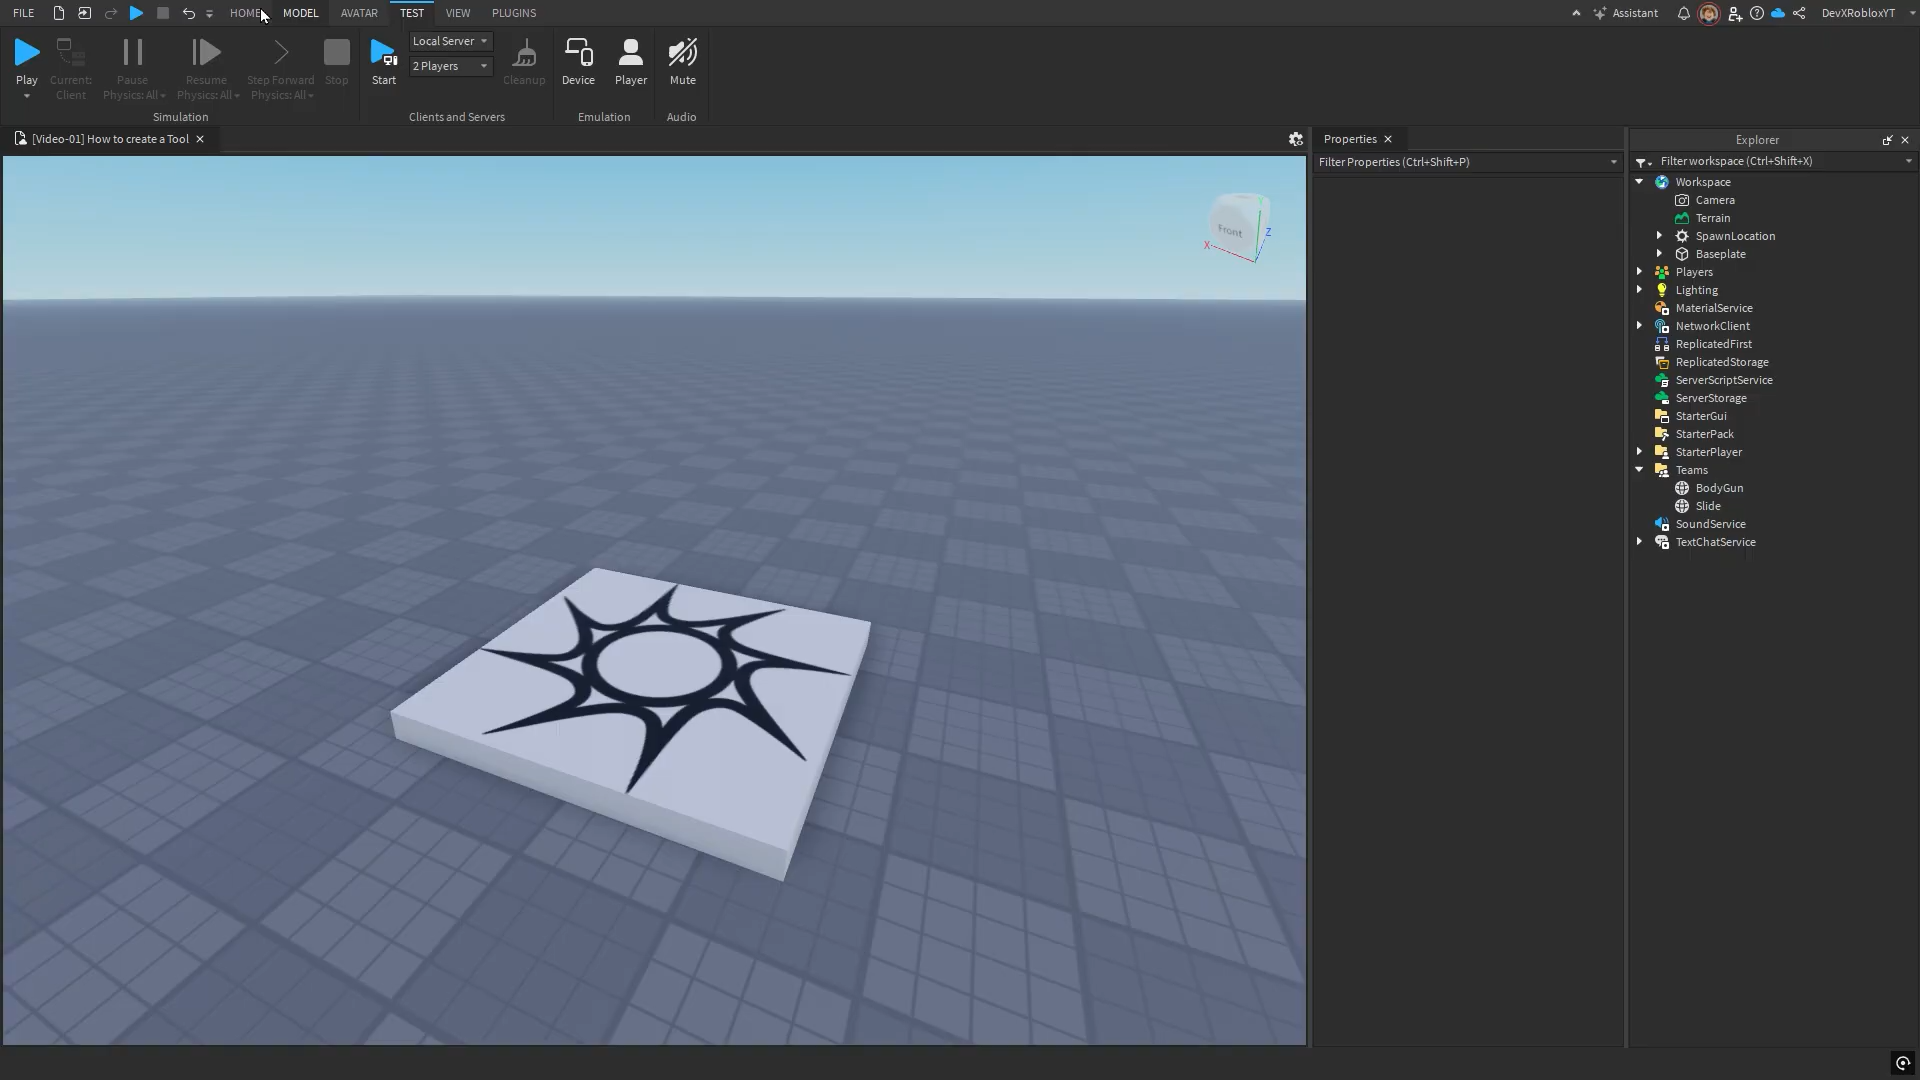 FILE
HOME
MODEL
AVATAR
TEST
VIEW
PLUGINS
Assistant
DevXRobloxYT
Play
Current:
Client
Pause
Physics: All
Resume
Physics: All
Step Forward
Physics: All
Stop
Simulation
Start
Local Server
2 Players
Cleanup
Clients and Servers
Device
Player
Emulation
Mute
Audio
[Video-01] How to create a Tool
Front
X
Y
Z
Properties
Filter Properties (Ctrl+Shift+P)
Explorer
Filter workspace (Ctrl+Shift+X)
Workspace
Camera
Terrain
SpawnLocation
Baseplate
Players
Lighting
MaterialService
NetworkClient
ReplicatedFirst
ReplicatedStorage
ServerScriptService
ServerStorage
StarterGui
StarterPack
StarterPlayer
Teams
BodyGun
Slide
SoundService
TextChatService